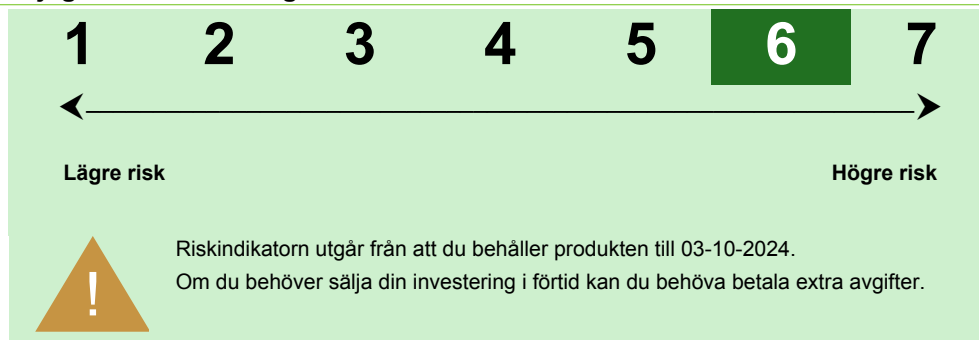 1 2 3 4 5 6 7
Lägre risk Högre risk
!
Riskindikatorn utgår från att du behåller produkten till 03-10-2024.
Om du behöver sälja din investering i förtid kan du behöva betala extra avgifter.